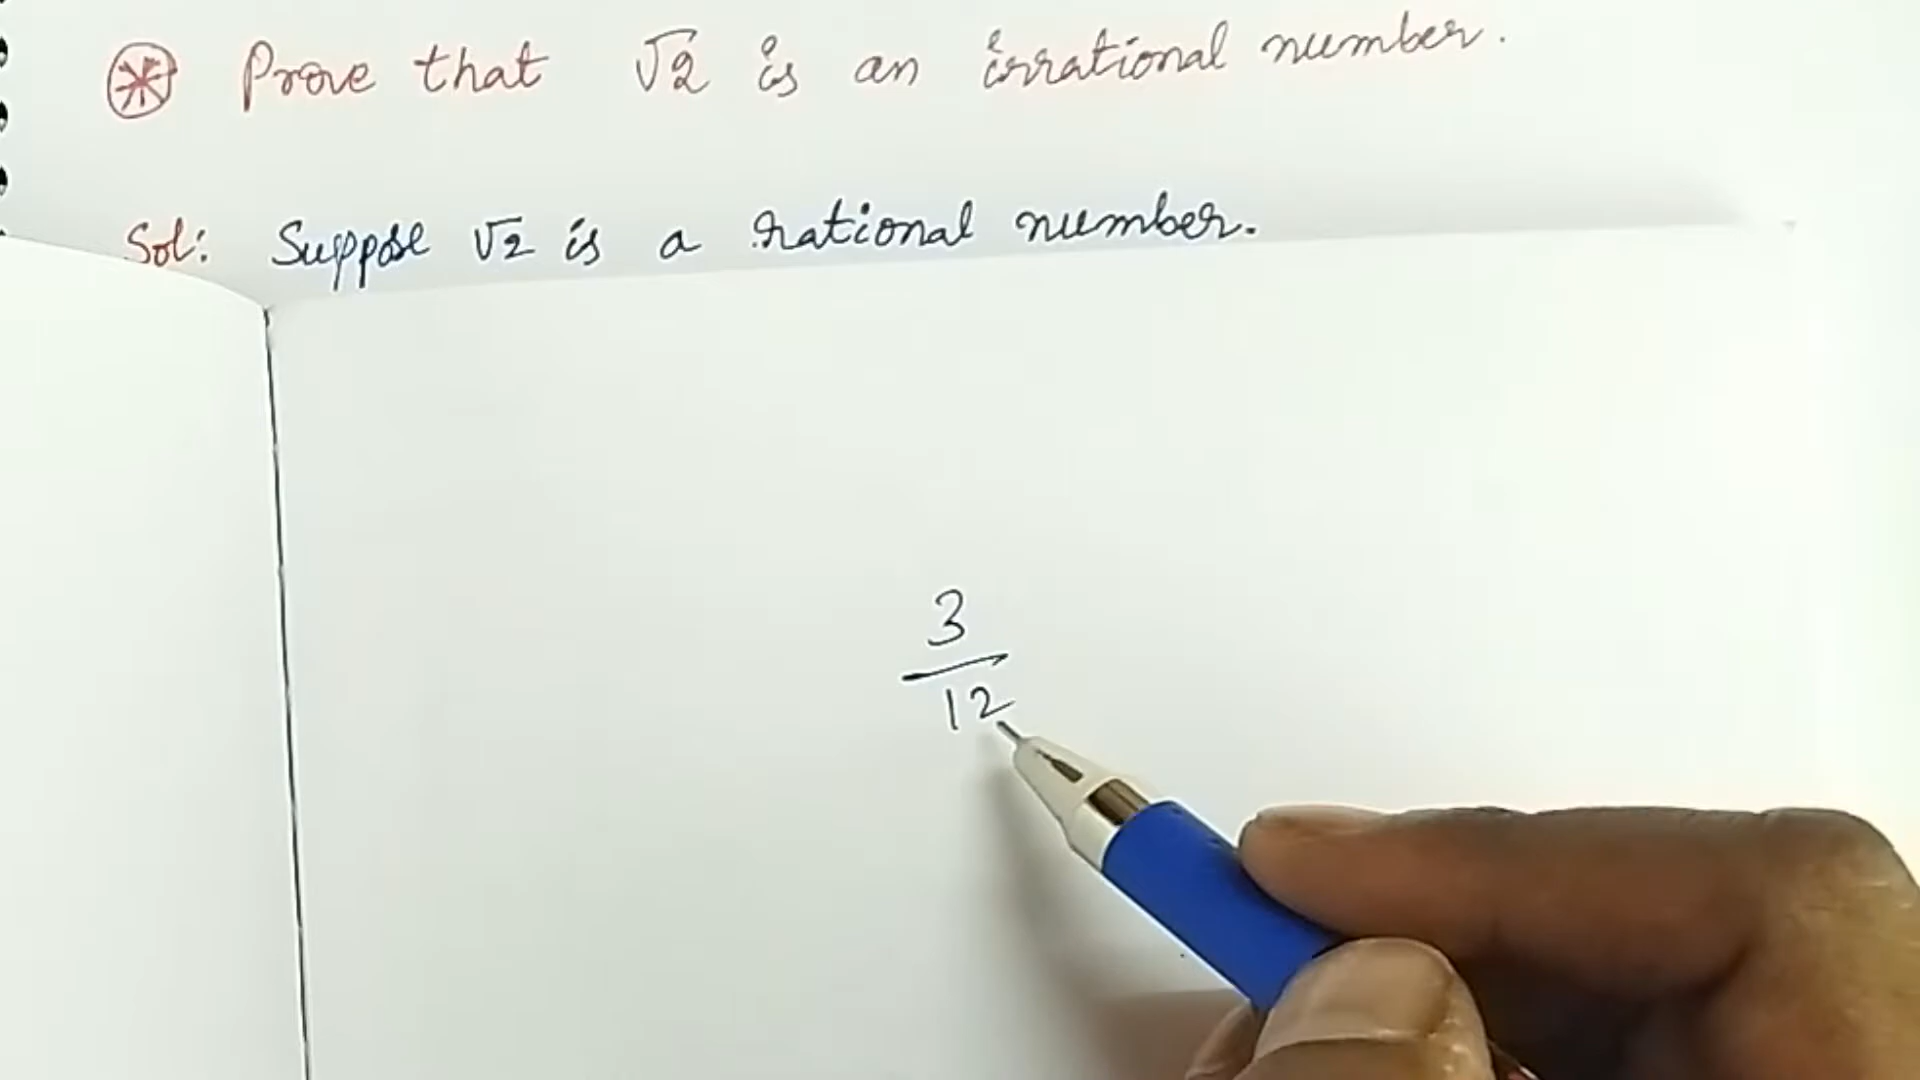 Prove that √2 is an irrational number.
Sol: Suppose √2 is a rational number.
3
12